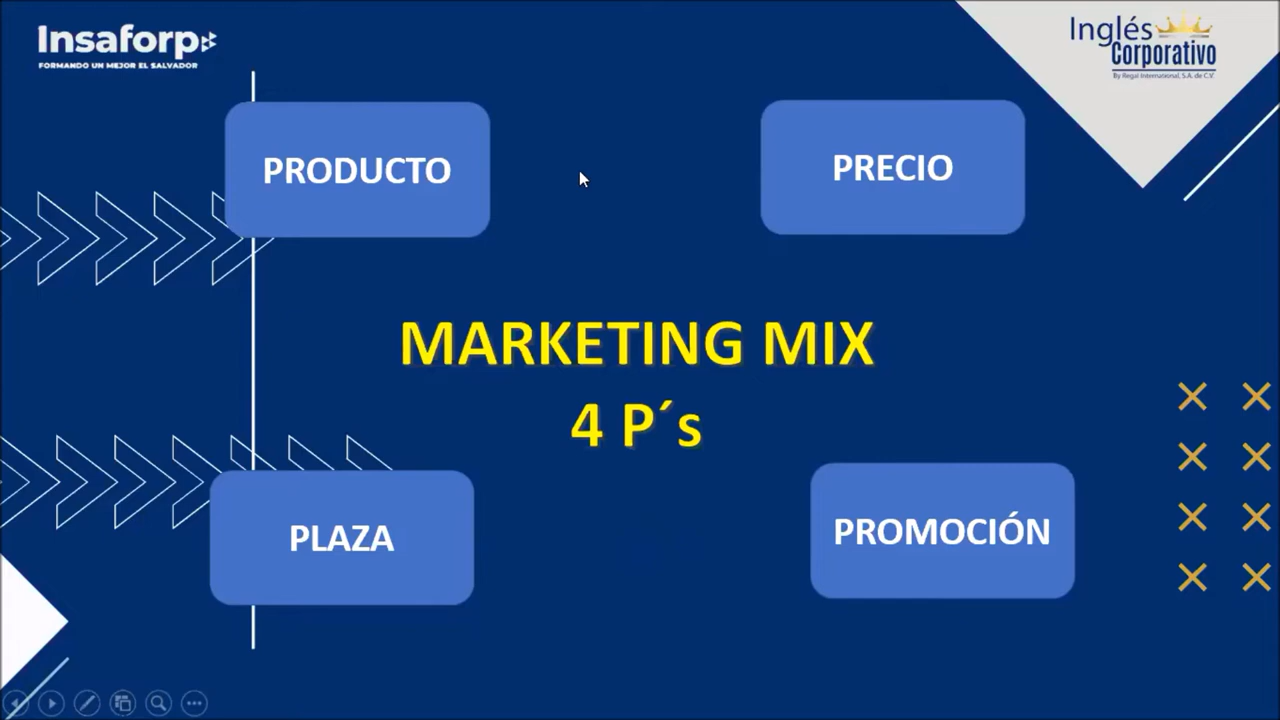 Insaforp
FORMANDO UN MEJOR EL SALVADOR
Inglés
Corporativo
By Regal International, S.A. de C.V.
PRODUCTO
PRECIO
MARKETING MIX
4 P´s
PLAZA
PROMOCIÓN